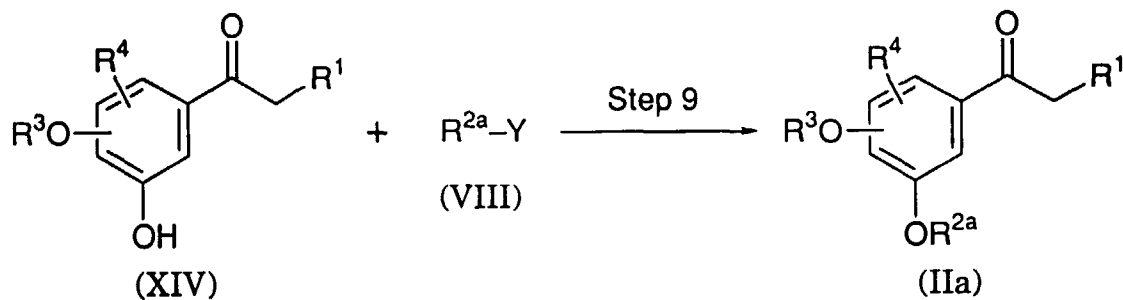 O
R⁴
R¹
R³O
OH
(XIV)
+
R²ᵃ–Y
(VIII)
Step 9
O
R⁴
R¹
R³O
OR²ᵃ
(IIa)